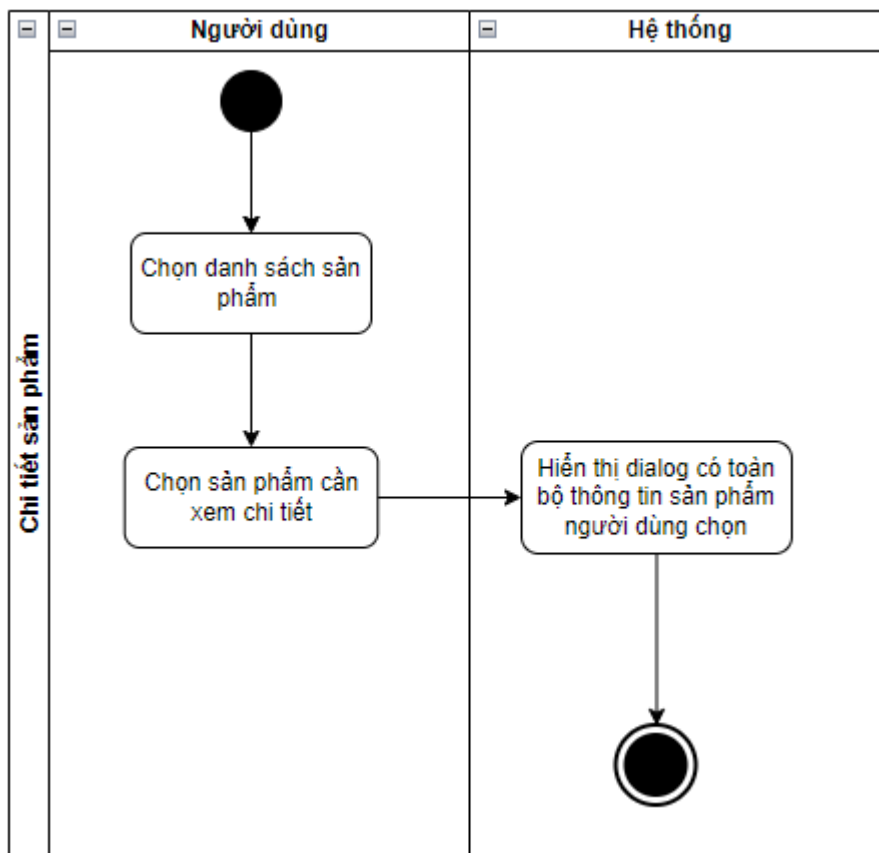 Người dùng
Hệ thống
Chi tiết sản phẩm
Chọn danh sách sản
phẩm
Chọn sản phẩm cần
xem chi tiết
Hiển thị dialog có toàn
bộ thông tin sản phẩm
người dùng chọn